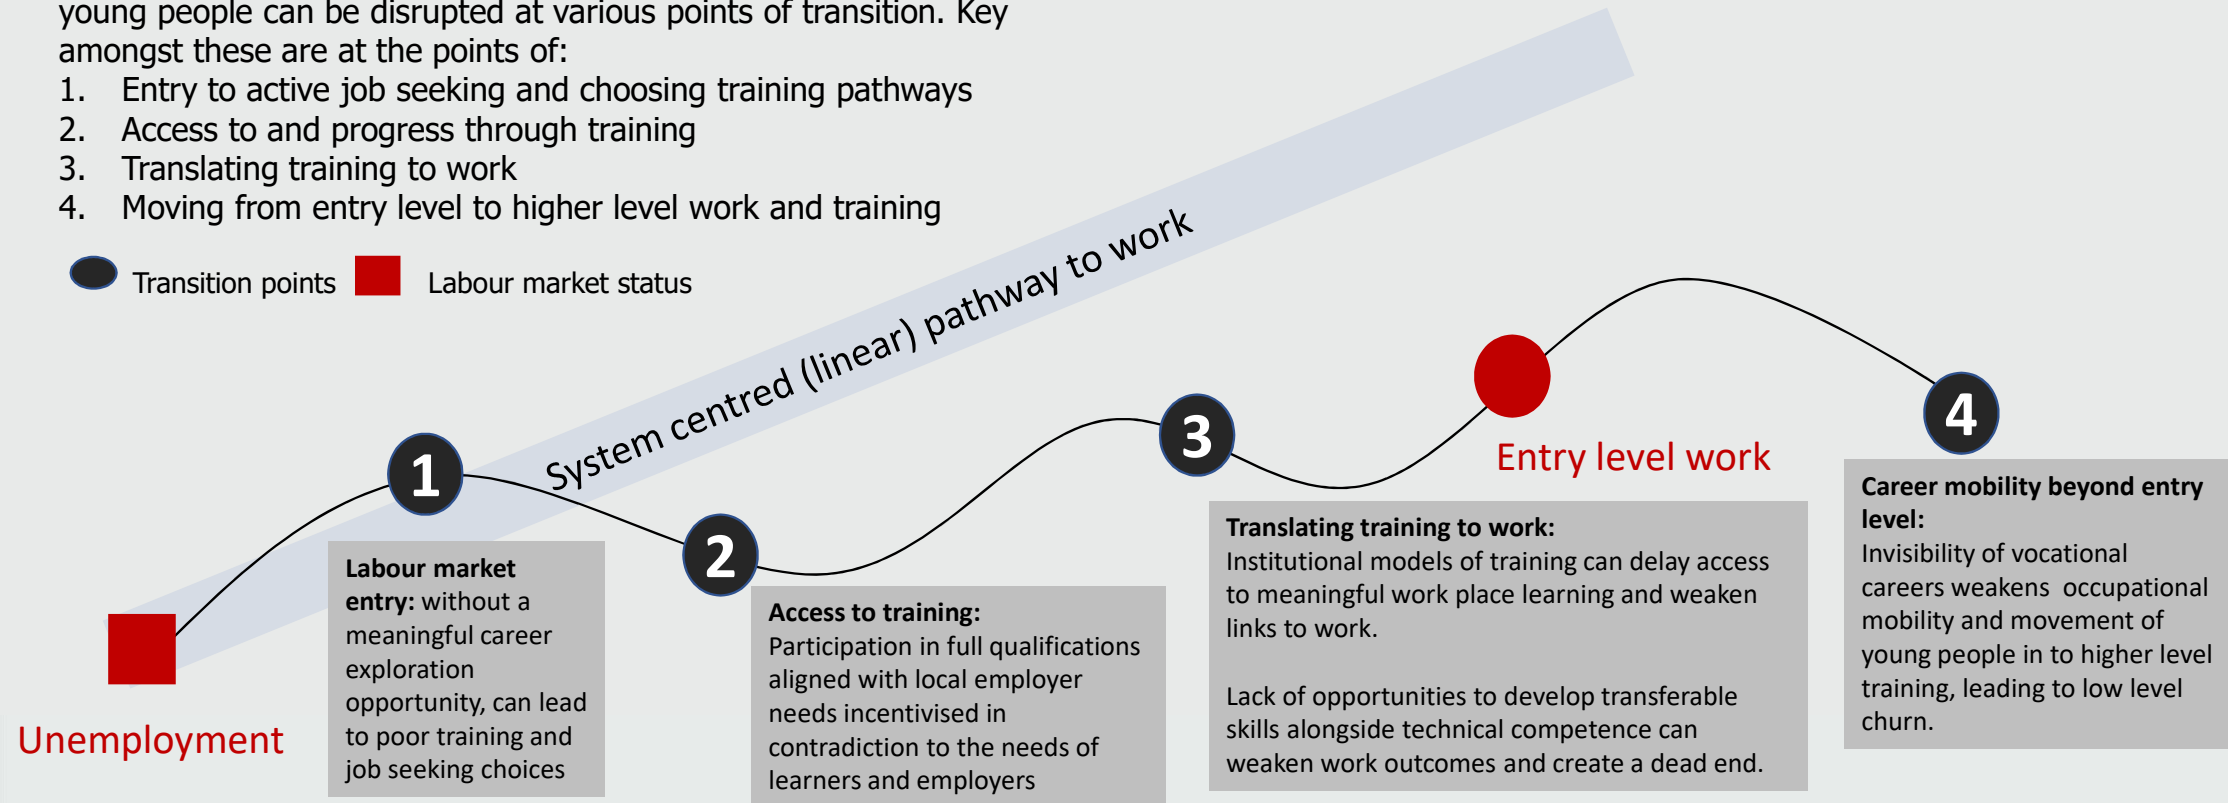 young people can be disrupted at various points of transition. Key
amongst these are at the points of:
1. Entry to active job seeking and choosing training pathways
2. Access to and progress through training
3. Translating training to work
4. Moving from entry level to higher level work and training
Transition points
Labour market status
System centred (linear) pathway to work
1
2
3
4
Unemployment
Entry level work
Labour market
entry: without a
meaningful career
exploration
opportunity, can lead
to poor training and
job seeking choices
Access to training:
Participation in full qualifications
aligned with local employer
needs incentivised in
contradiction to the needs of
learners and employers
Translating training to work:
Institutional models of training can delay access
to meaningful work place learning and weaken
links to work.
Lack of opportunities to develop transferable
skills alongside technical competence can
weaken work outcomes and create a dead end.
Career mobility beyond entry
level:
Invisibility of vocational
careers weakens occupational
mobility and movement of
young people in to higher level
training, leading to low level
churn.